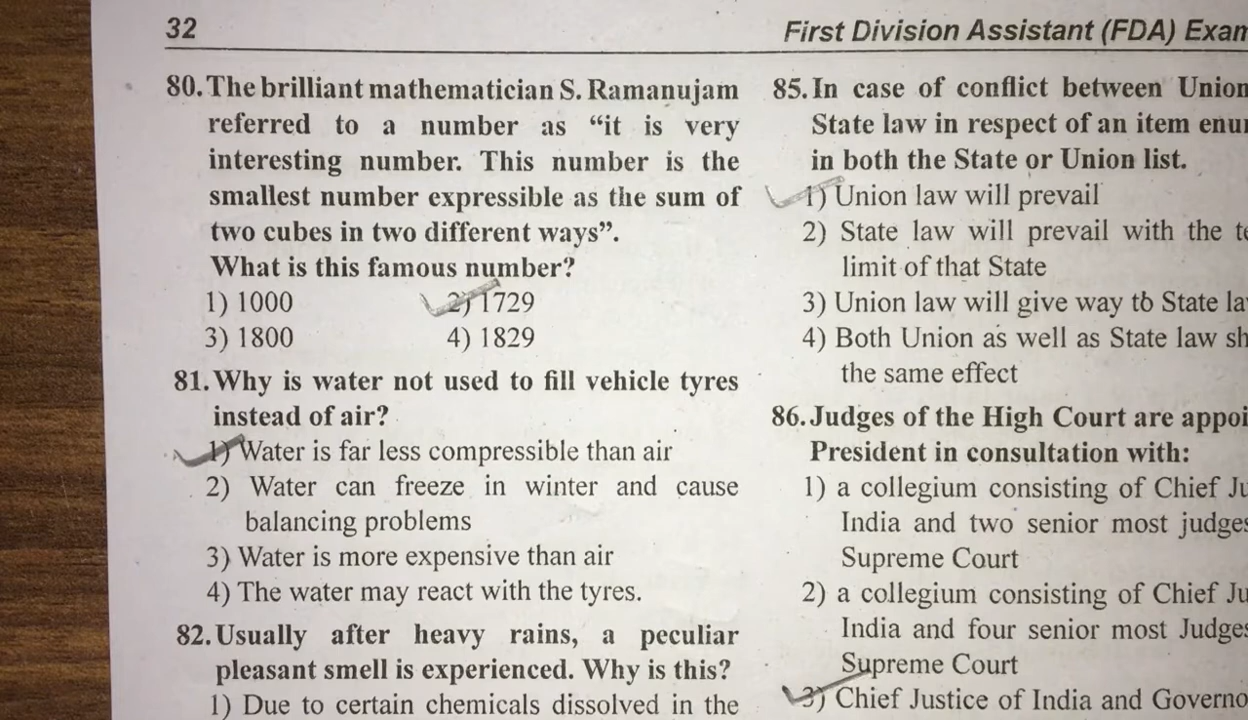 32
First Division Assistant (FDA) Exam
80. The brilliant mathematician S. Ramanujam
referred to a number as “it is very
interesting number. This number is the
smallest number expressible as the sum of
two cubes in two different ways”.
What is this famous number?
1) 1000 2) 1729
3) 1800 4) 1829
81. Why is water not used to fill vehicle tyres
instead of air?
1) Water is far less compressible than air
2) Water can freeze in winter and cause
balancing problems
3) Water is more expensive than air
4) The water may react with the tyres.
82. Usually after heavy rains, a peculiar
pleasant smell is experienced. Why is this?
1) Due to certain chemicals dissolved in the
85. In case of conflict between Union
State law in respect of an item
in both the State or Union list.
1) Union law will prevail
2) State law will prevail with the
limit of that State
3) Union law will give way to State
4) Both Union as well as State law
the same effect
86. Judges of the High Court are
President in consultation with:
1) a collegium consisting of Chief
India and two senior most judges
Supreme Court
2) a collegium consisting of Chief
India and four senior most Judges
Supreme Court
3) Chief Justice of India and